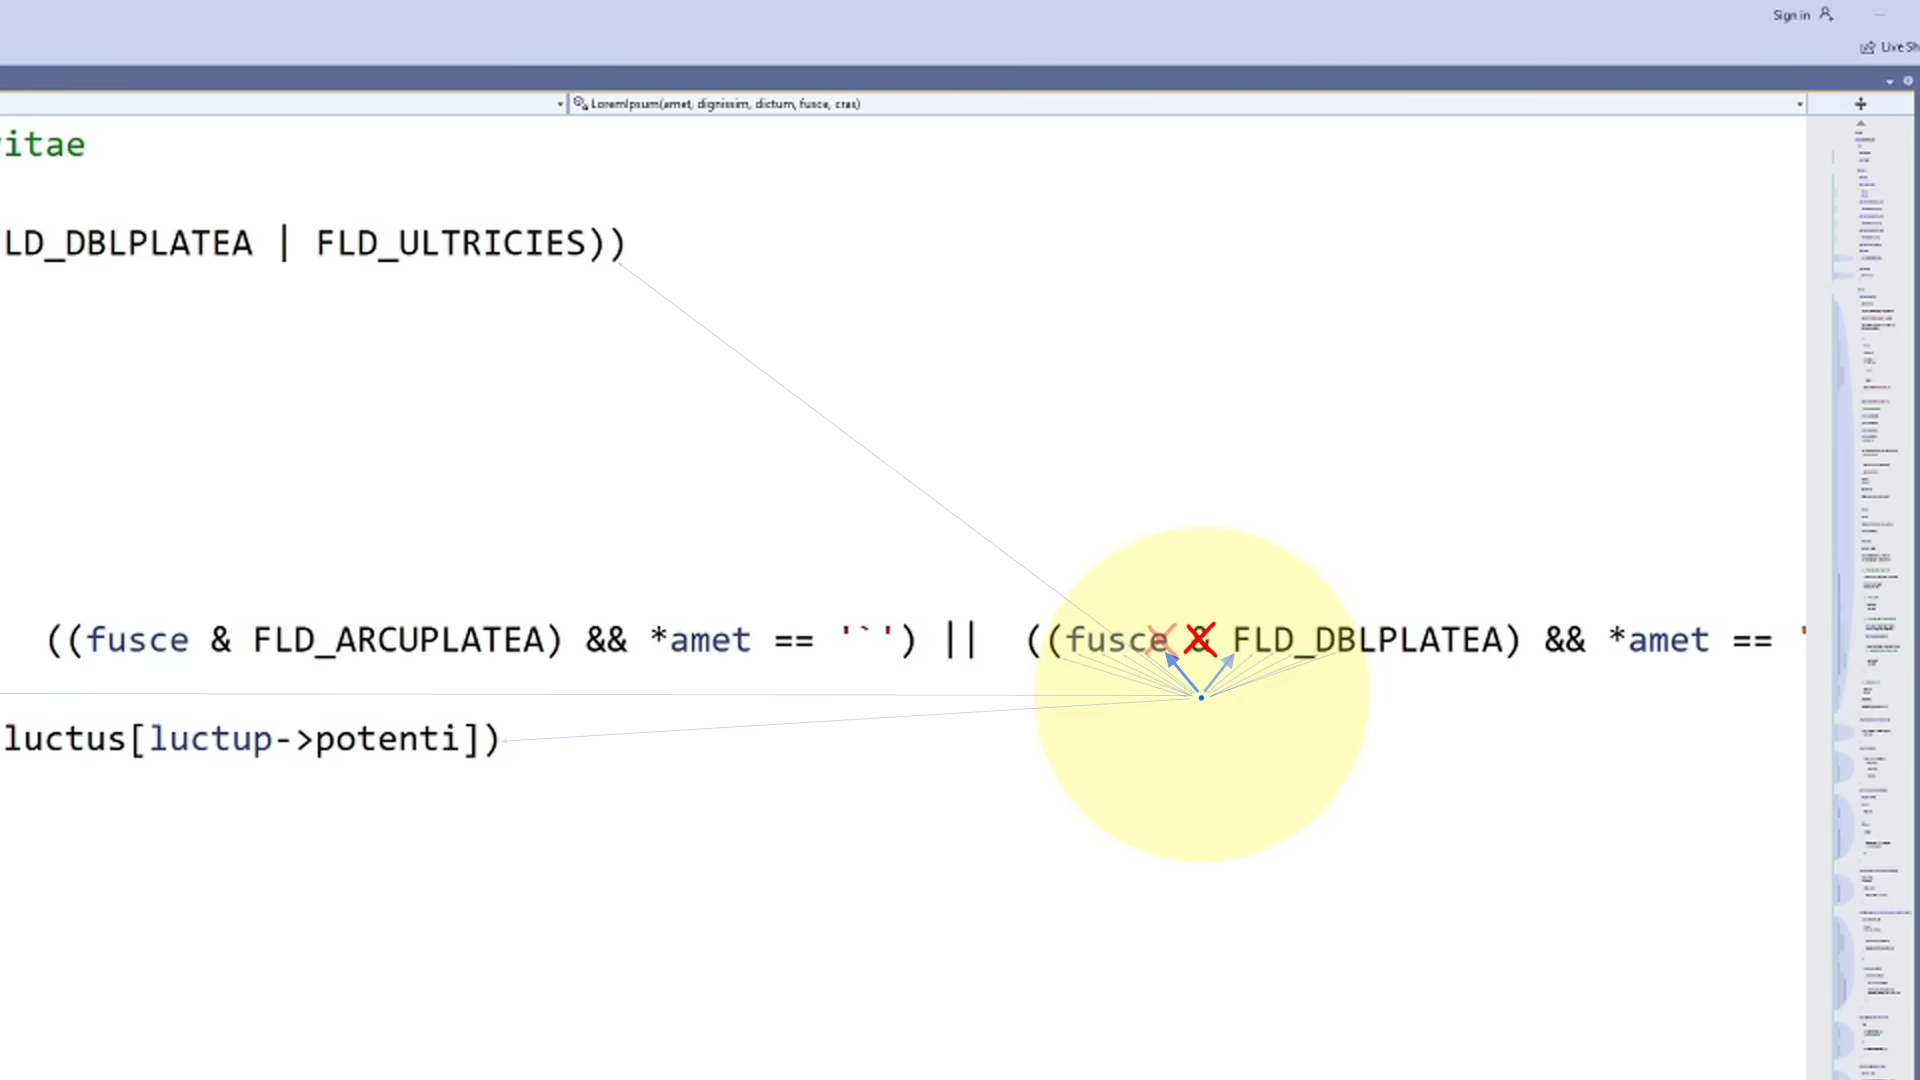 Sign in
Live Sh
LoremIpsum(amet, dignissim, dictum, fusce, cras)
itae
LD_DBLPLATEA | FLD_ULTRICIES))
((fusce & FLD_ARCUPLATEA) && *amet == '`') || ((fusce & FLD_DBLPLATEA) && *amet == '
luctus[luctup->potenti])